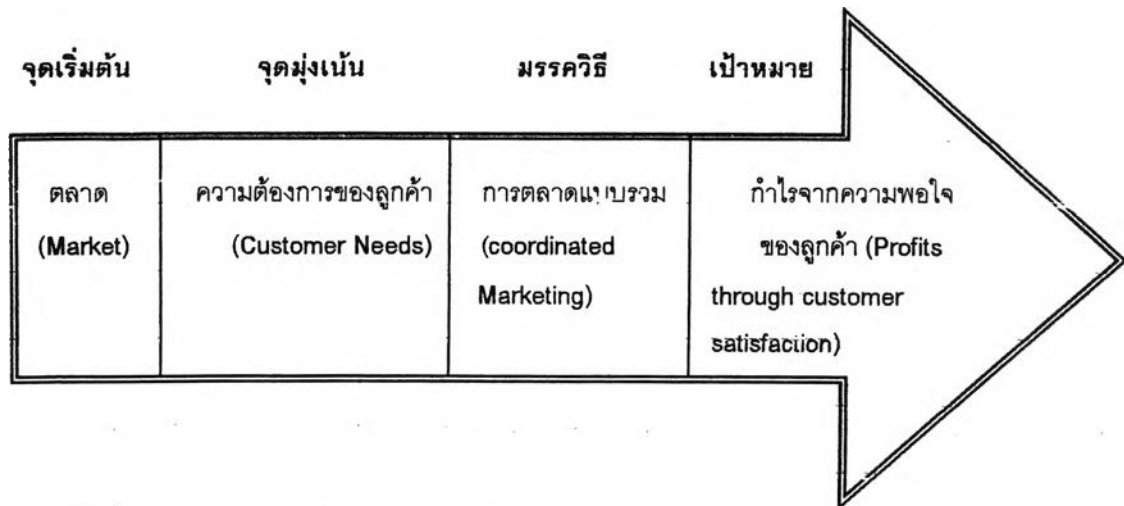 จุดเริ่มต้น จุดมุ่งเน้น มรรควิธี เป้าหมาย
ตลาด
(Market)
ความต้องการของลูกค้า
(Customer Needs)
การตลาดแบบรวม
(coordinated
Marketing)
กำไรจากความพอใจ
ของลูกค้า (Profits
through customer
satisfaction)